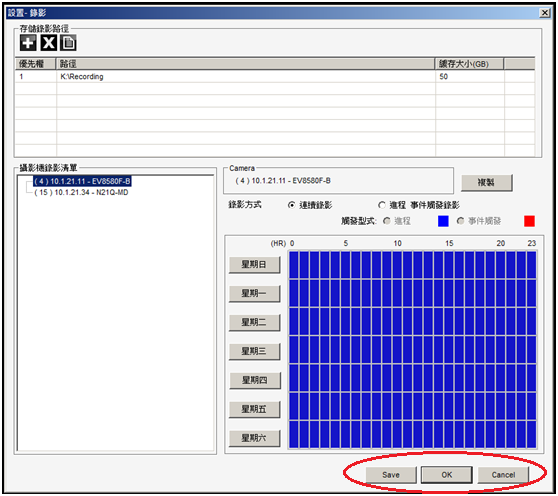 設置- 錄影
存儲錄影路徑
優先權 路徑 緩存大小(GB)
1 K:\Recording 50
攝影機錄影清單
( 4 ) 10.1.21.11 - EV8580F-B
( 15 ) 10.1.21.34 - N21Q-MD
Camera
( 4 ) 10.1.21.11 - EV8580F-B
複製
錄影方式 連續錄影 進程 事件觸發錄影
觸發型式: 進程 事件觸發
(HR) 0 5 10 15 20 23
星期日
星期一
星期二
星期三
星期四
星期五
星期六
Save OK Cancel